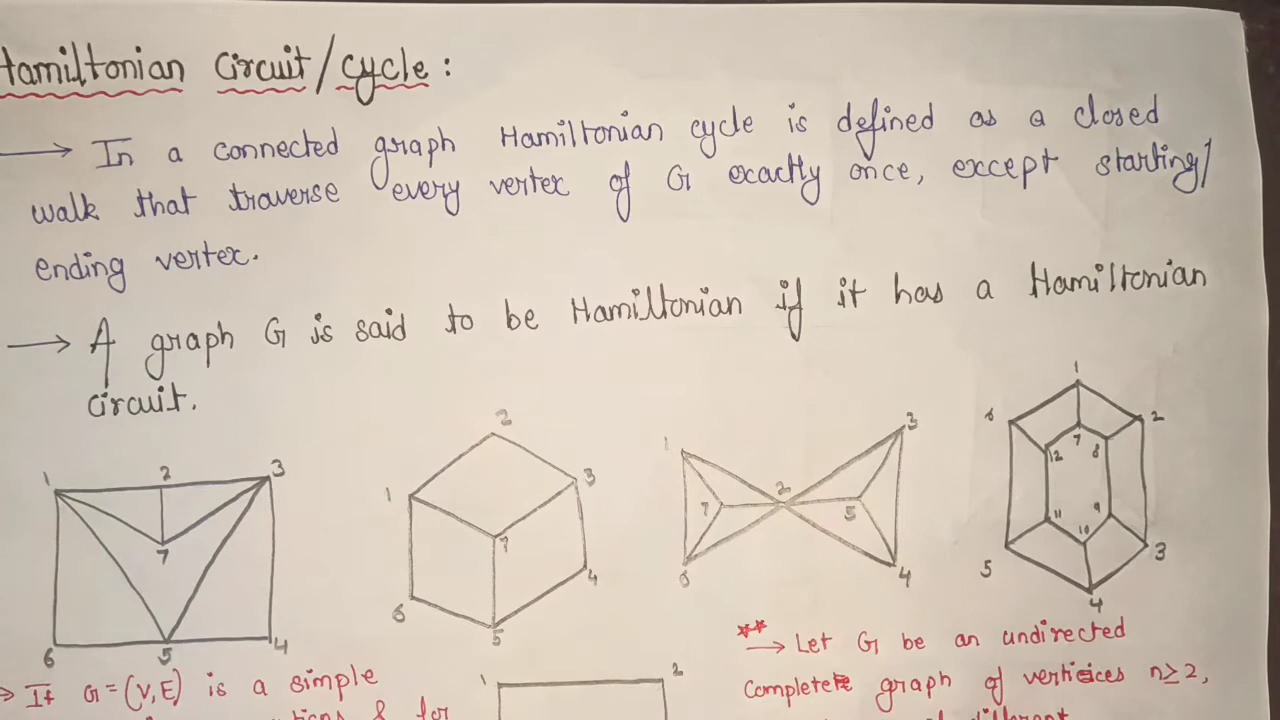 Hamiltonian Circuit/cycle:
→ In a connected graph Hamiltonian cycle is defined as a closed
walk that traverse every vertex of G exactly once, except starting/
ending vertex.
→ A graph G is said to be Hamiltonian if it has a Hamiltonian
circuit.
1 2 3
7
6 5 4
2
1 3
7
6 4
5
1 3
2
7 5
6 4
1
6 2
7
12 8
11 9
10
5 3
4
→ If G=(V,E) is a simple
** → Let G be an undirected
1 2
Complete graph of vertices n≥2,
& for